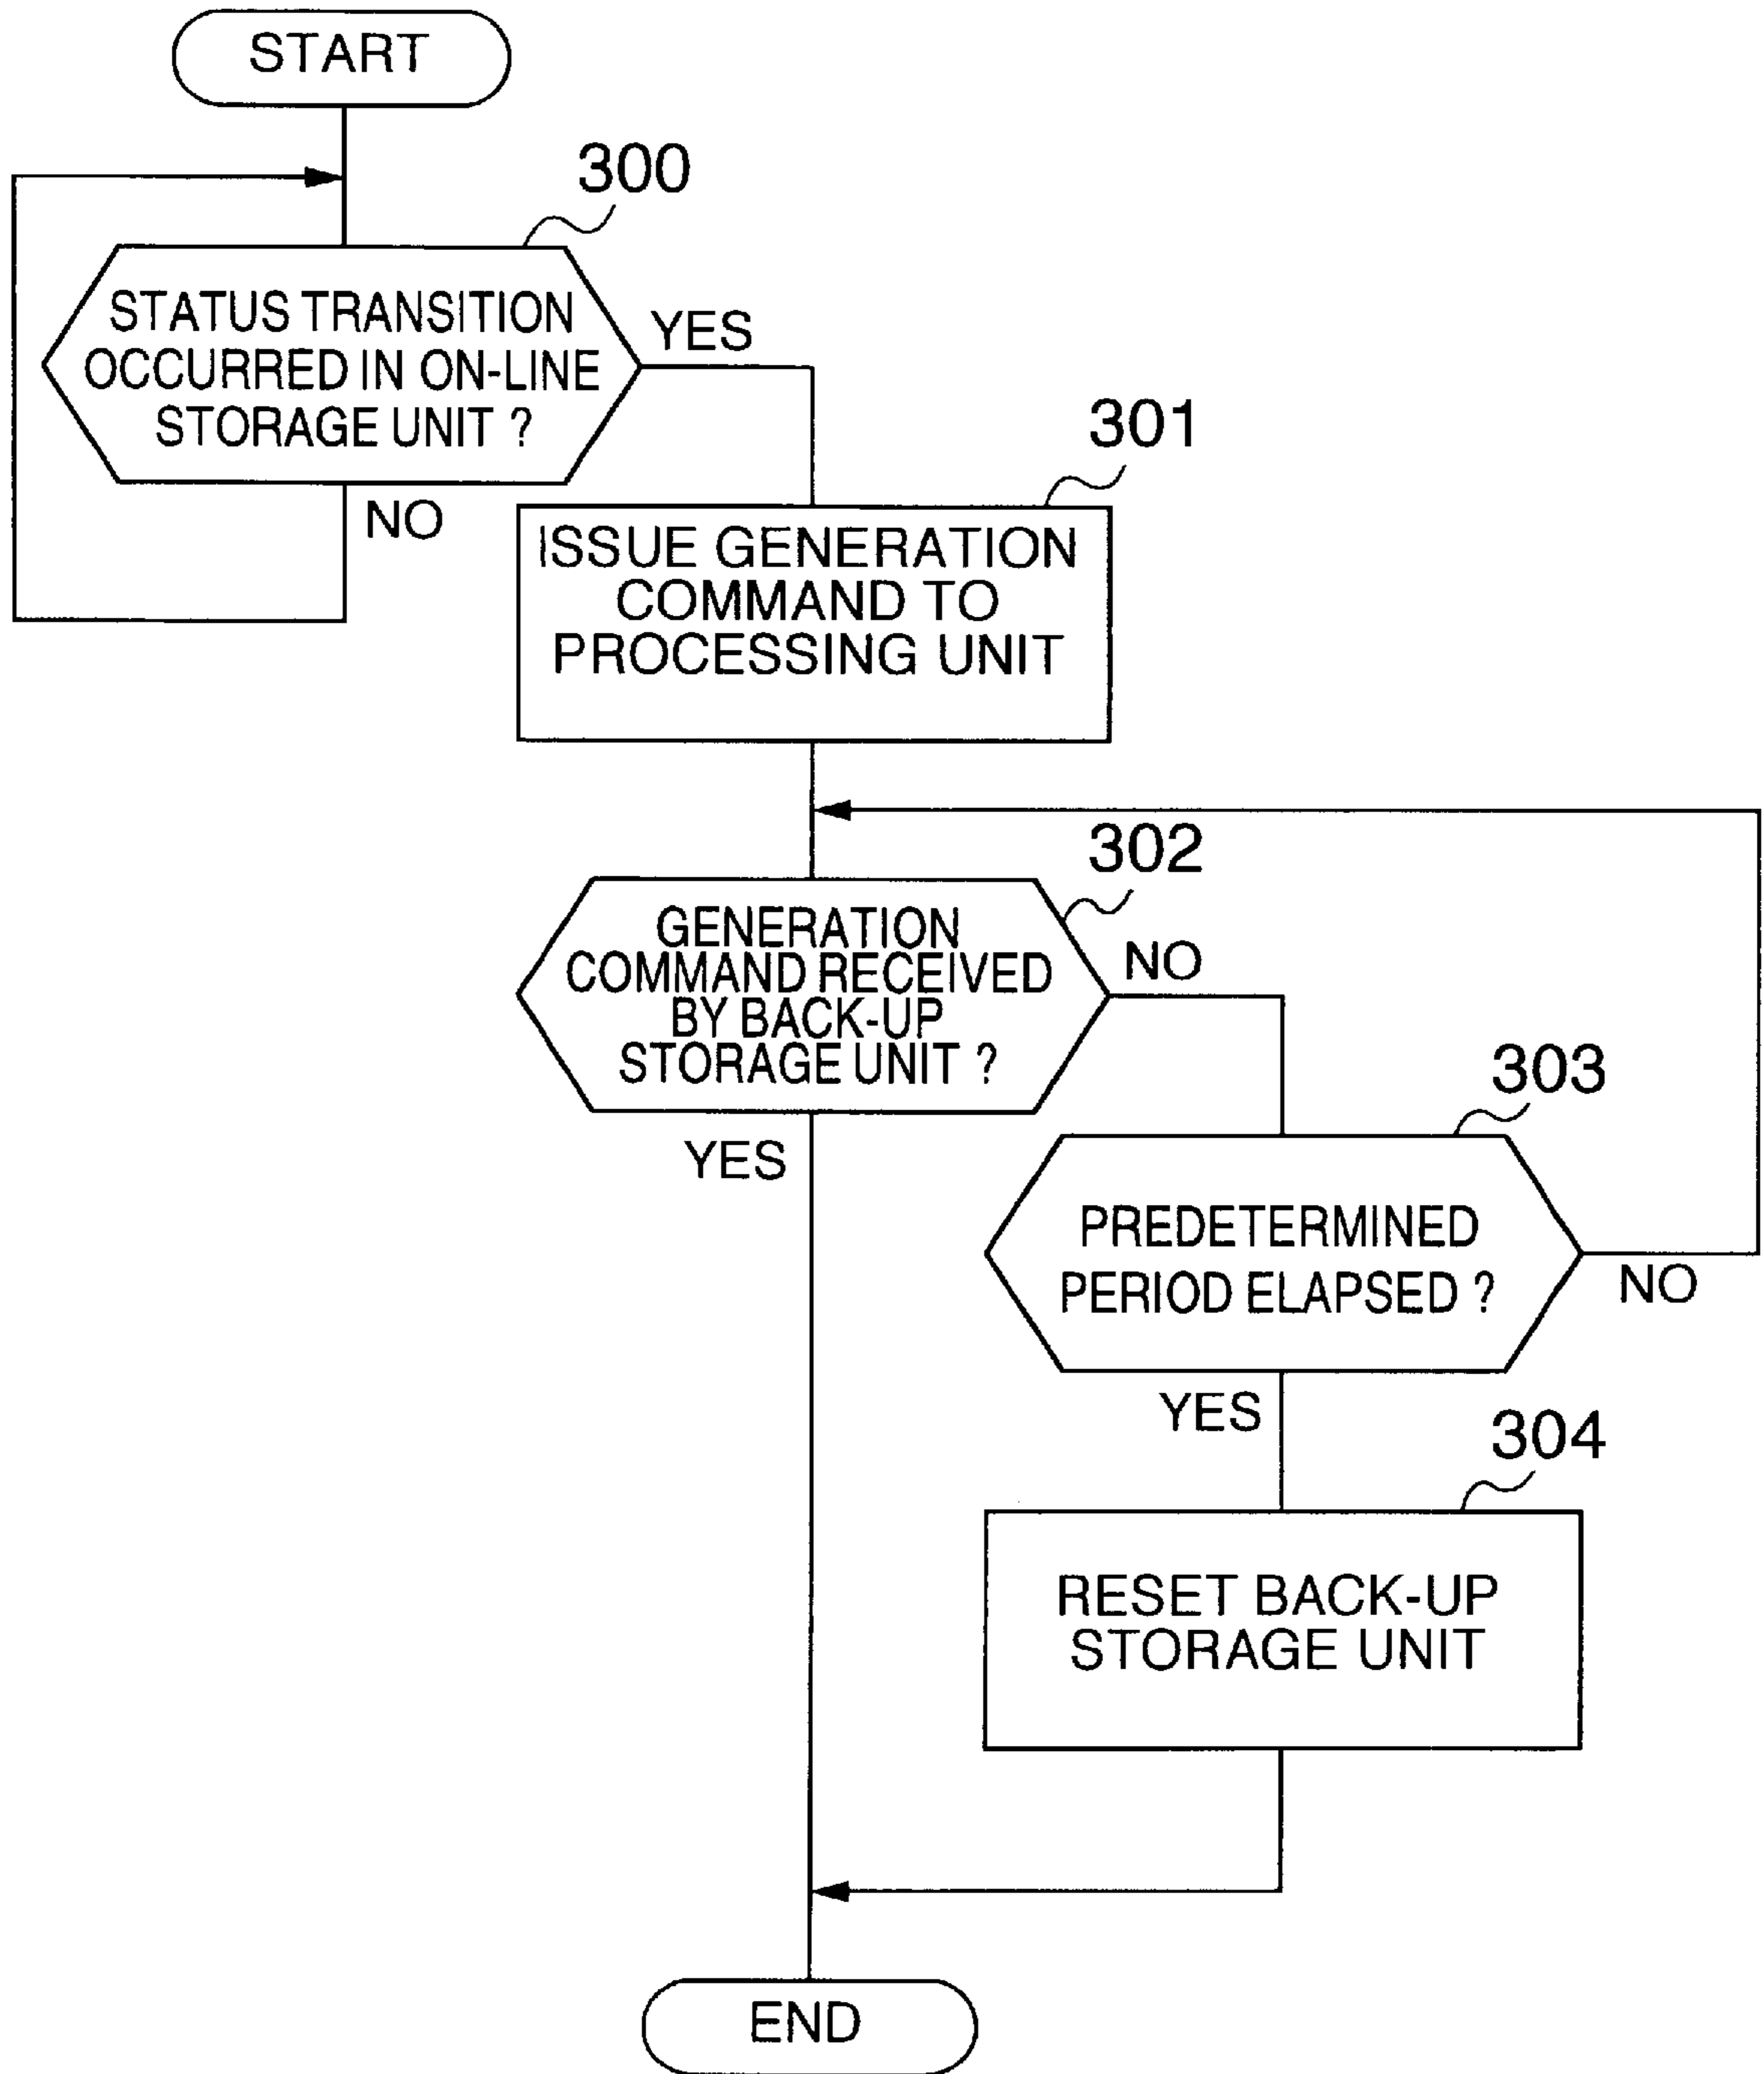 START
300
STATUS TRANSITION
OCCURRED IN ON-LINE
STORAGE UNIT ?
YES
NO
301
ISSUE GENERATION
COMMAND TO
PROCESSING UNIT
302
GENERATION
COMMAND RECEIVED
BY BACK-UP
STORAGE UNIT ?
NO
YES
303
PREDETERMINED
PERIOD ELAPSED ?
NO
YES
304
RESET BACK-UP
STORAGE UNIT
END